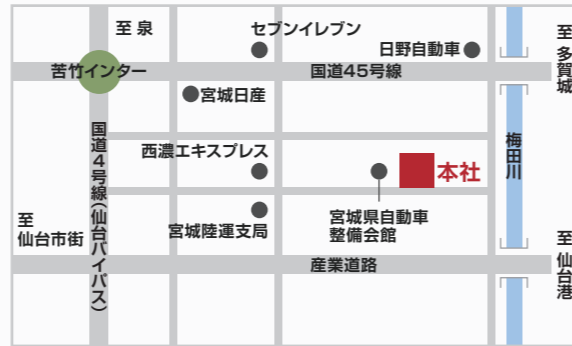 至 泉
セブンイレブン
日野自動車
至
多賀城
苦竹インター
国道45号線
宮城日産
国道4号線(仙台バイパス)
西濃エキスプレス
本社
梅田川
宮城陸運支局
宮城県自動車
整備会館
至
仙台市街
産業道路
至
仙台港